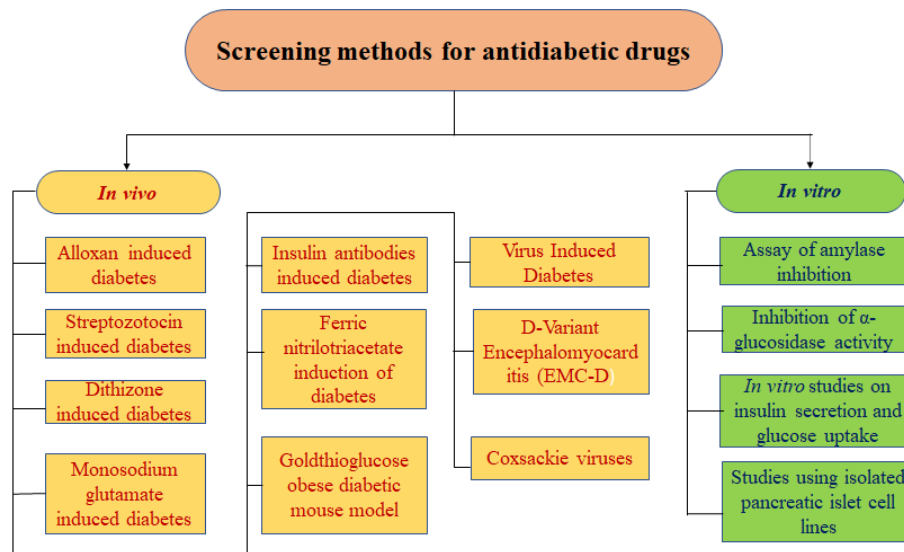 Screening methods for antidiabetic drugs
In vivo
Alloxan induced
diabetes
Streptozotocin
induced diabetes
Dithizone
induced diabetes
Monosodium
glutamate
induced diabetes
Insulin antibodies
induced diabetes
Ferric
nitrilotriacetate
induction of
diabetes
Goldthioglucose
obese diabetic
mouse model
Virus Induced
Diabetes
D-Variant
Encephalomyocard
itis (EMC-D)
Coxsackie viruses
In vitro
Assay of amylase
inhibition
Inhibition of α-
glucosidase activity
In vitro studies on
insulin secretion and
glucose uptake
Studies using isolated
pancreatic islet cell
lines